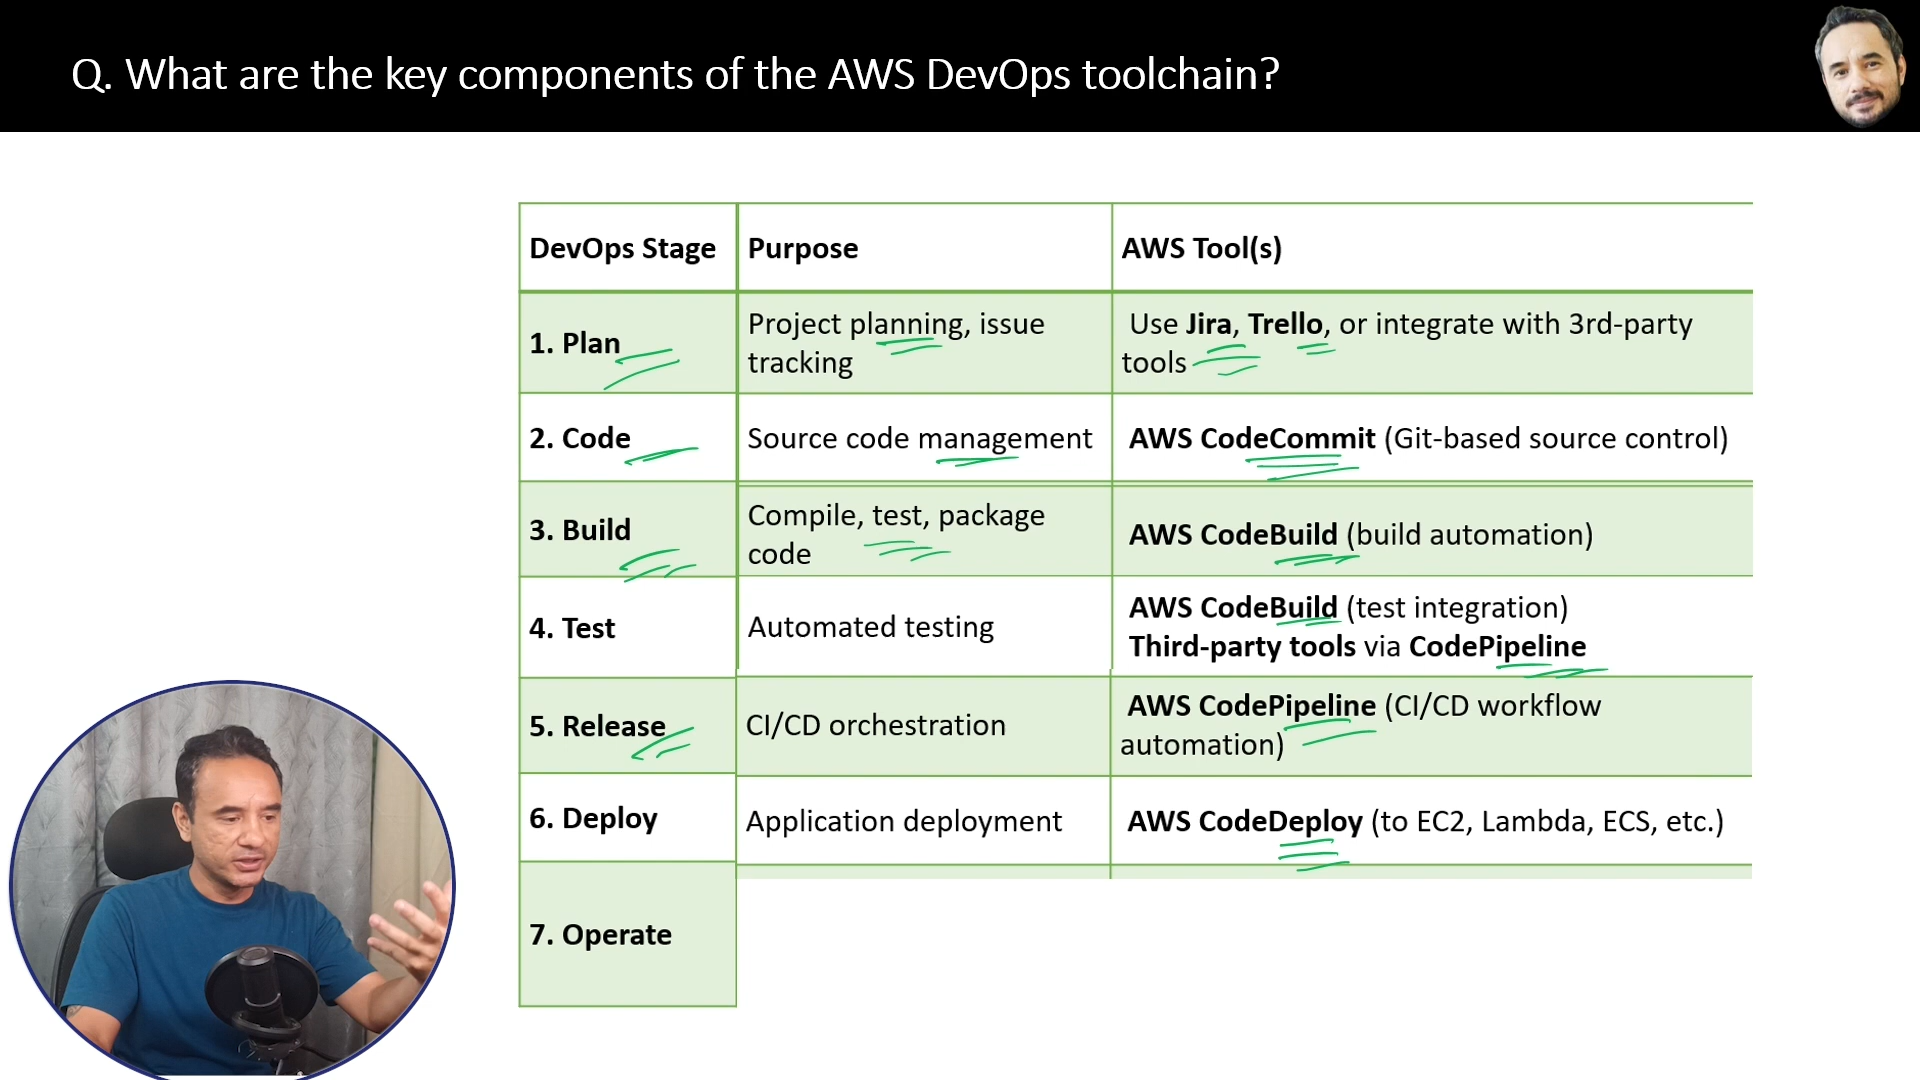 Q. What are the key components of the AWS DevOps toolchain?
DevOps Stage
Purpose
AWS Tool(s)
1. Plan
Project planning, issue
tracking
Use Jira, Trello, or integrate with 3rd-party
tools
2. Code
Source code management
AWS CodeCommit (Git-based source control)
3. Build
Compile, test, package
code
AWS CodeBuild (build automation)
4. Test
Automated testing
AWS CodeBuild (test integration)
Third-party tools via CodePipeline
5. Release
CI/CD orchestration
AWS CodePipeline (CI/CD workflow
automation)
6. Deploy
Application deployment
AWS CodeDeploy (to EC2, Lambda, ECS, etc.)
7. Operate